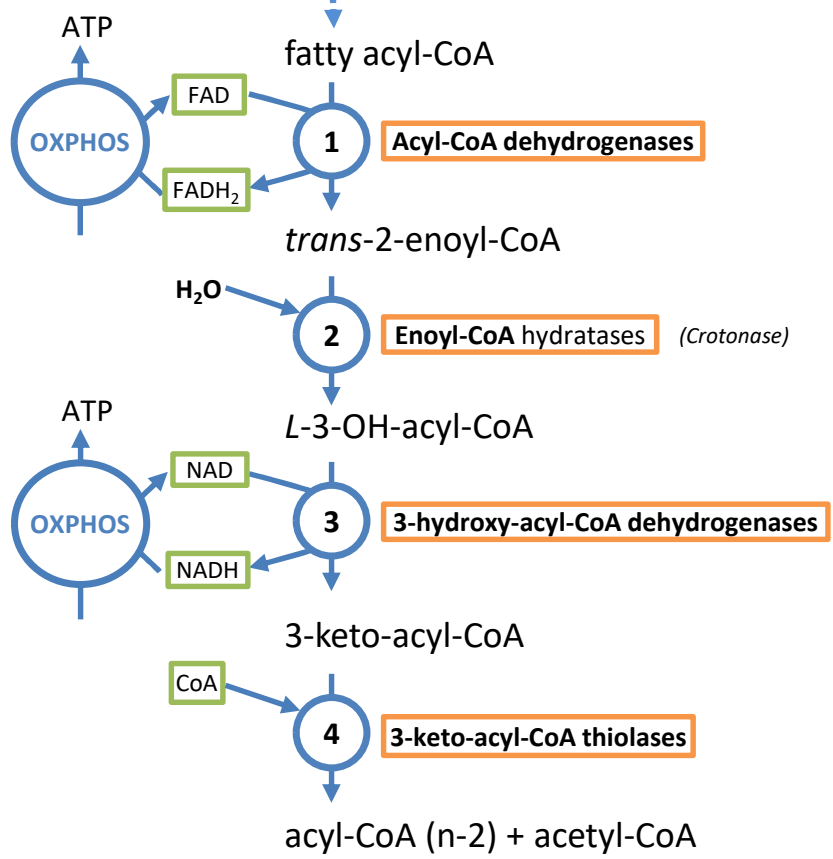 ATP
fatty acyl-CoA
FAD
OXPHOS
1
Acyl-CoA dehydrogenases
FADH₂
trans-2-enoyl-CoA
H₂O
2
Enoyl-CoA hydratases (Crotonase)
ATP
L-3-OH-acyl-CoA
NAD
OXPHOS
3
3-hydroxy-acyl-CoA dehydrogenases
NADH
3-keto-acyl-CoA
CoA
4
3-keto-acyl-CoA thiolases
acyl-CoA (n-2) + acetyl-CoA